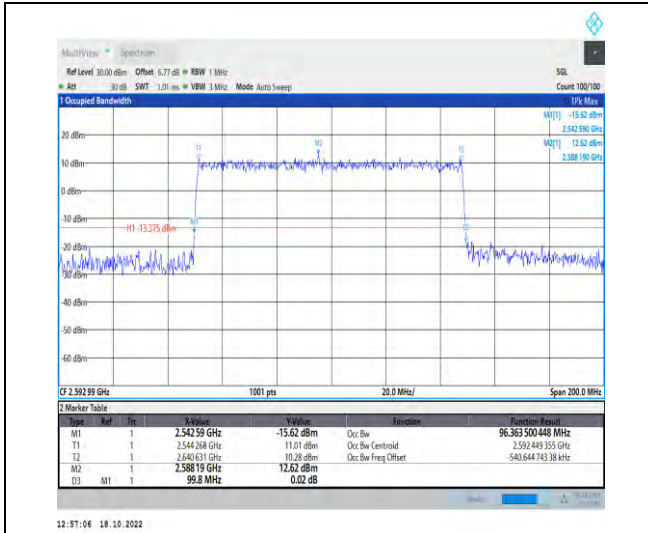 MultiView Spectrum
Ref Level 30.00 dBm Offset 6.77 dB RBW 1 MHz SGL
Att 30 dB SWT 1.01 ms VBW 3 MHz Mode Auto Sweep Count 100/100
1 Occupied Bandwidth 1Pk Max
M1[1] -15.62 dBm
2.542 590 GHz
M2[1] 12.62 dBm
2.588 190 GHz
20 dBm
T1 M2 T2
10 dBm
0 dBm
-10 dBm
H1 -13.375 dBm M1
-20 dBm
-30 dBm
-40 dBm
-50 dBm
-60 dBm
CF 2.592 99 GHz 1001 pts 20.0 MHz/ Span 200.0 MHz
2 Marker Table
Type Ref Trc X-Value Y-Value Function Function Result
M1 1 2.542 59 GHz -15.62 dBm Occ Bw 96.363 500 448 MHz
T1 1 2.544 268 GHz 11.01 dBm Occ Bw Centroid 2.592 449 355 GHz
T2 1 2.640 631 GHz 10.28 dBm Occ Bw Freq Offset -540.644 743 38 kHz
M2 1 2.588 19 GHz 12.62 dBm
D3 M1 1 99.8 MHz 0.02 dB
12:57:06 18.10.2022